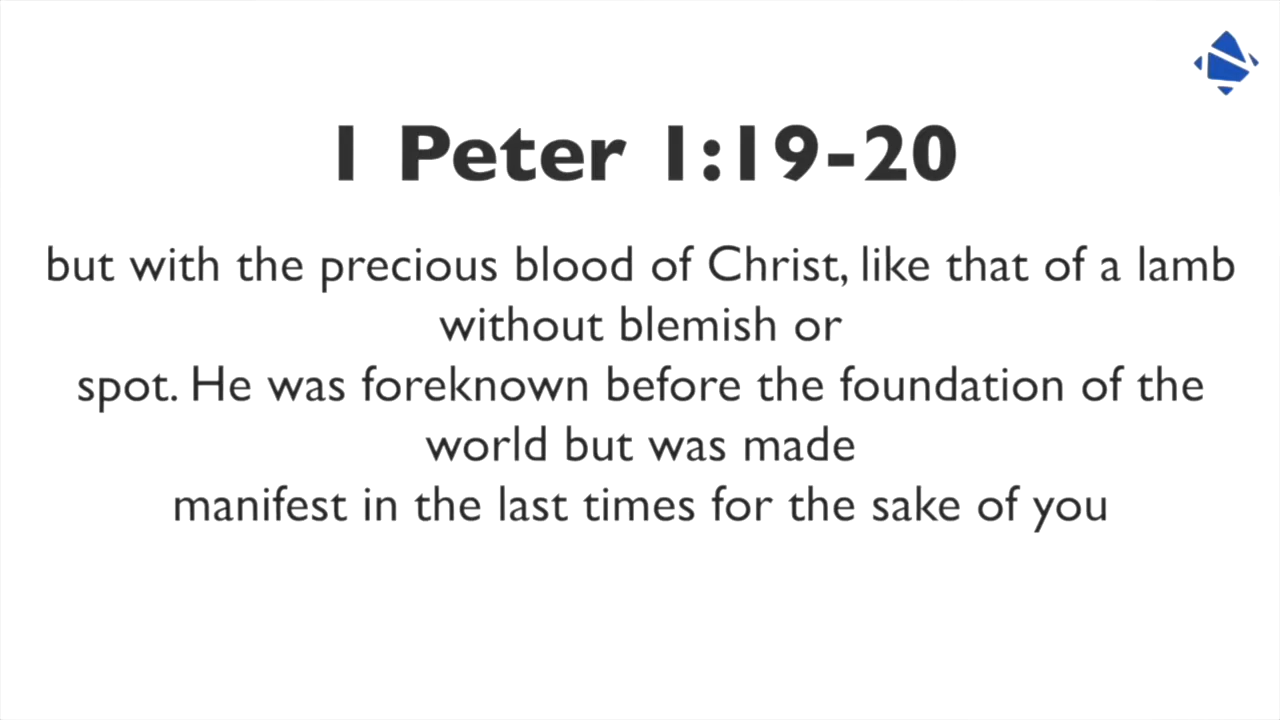 1 Peter 1:19-20
but with the precious blood of Christ, like that of a lamb
without blemish or
spot. He was foreknown before the foundation of the
world but was made
manifest in the last times for the sake of you